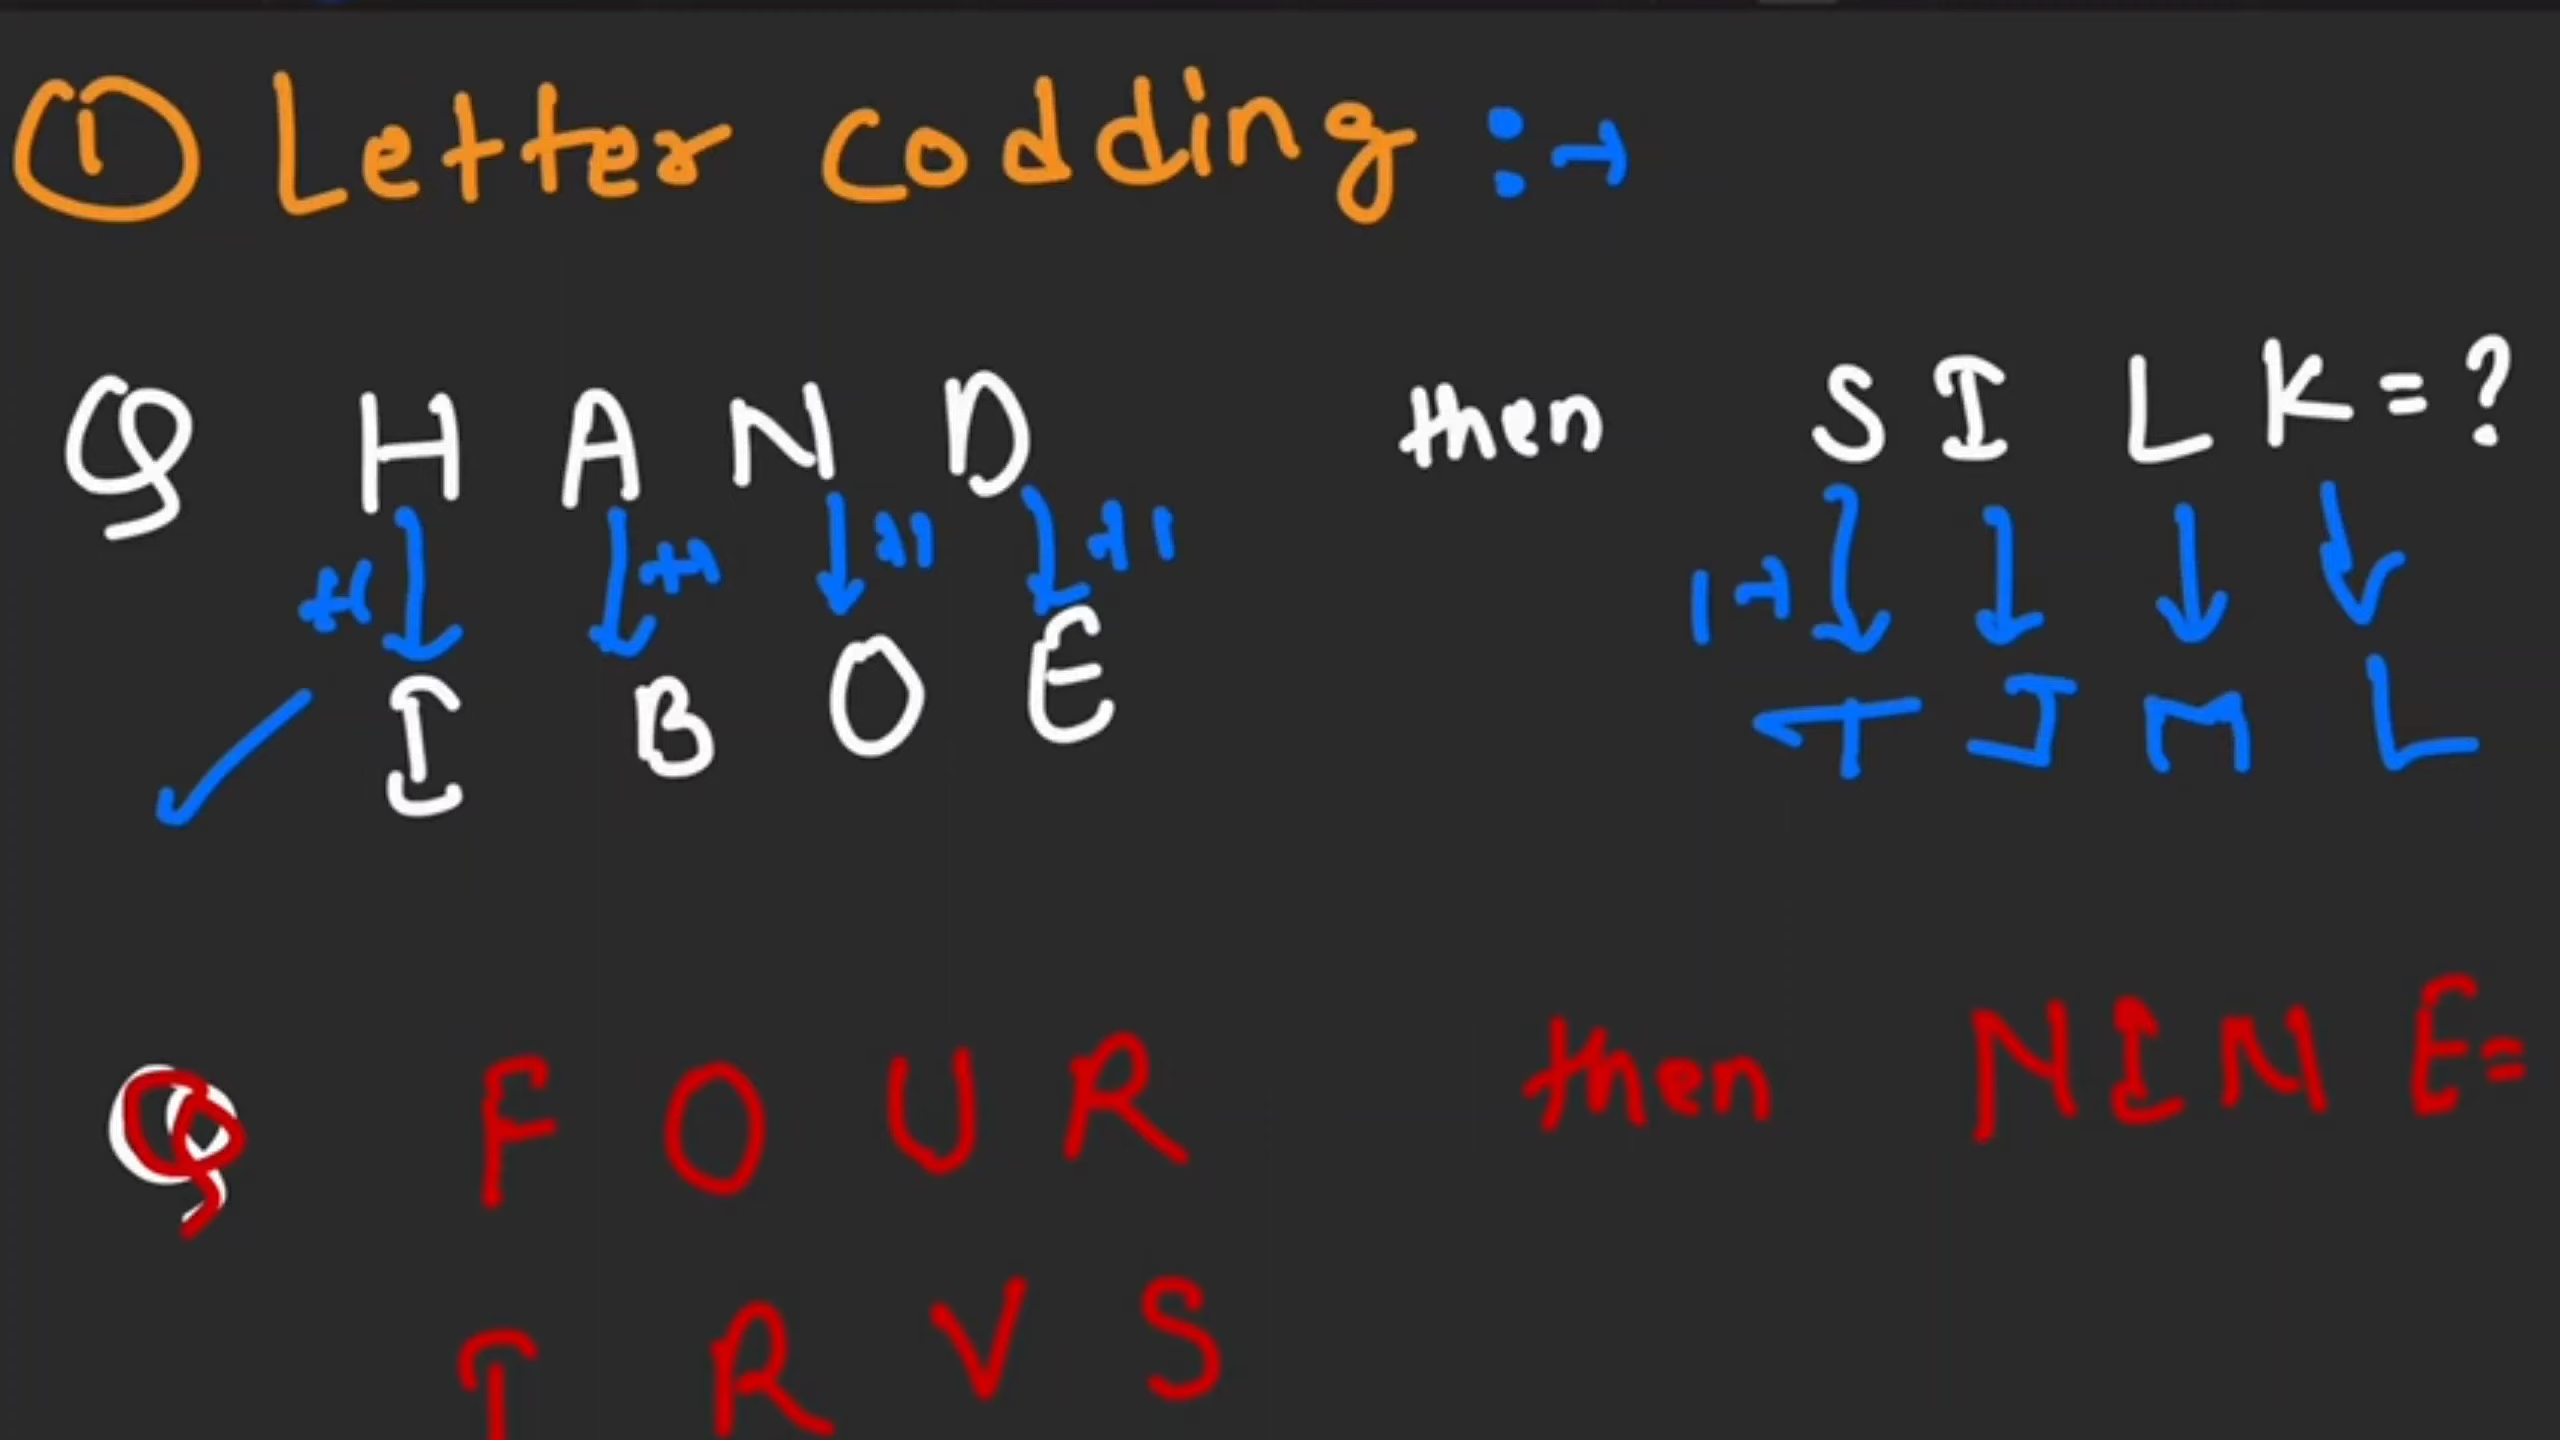 ① Letter Codding :→
Q H A N D then S I L K = ?
+1 +1 +1 +1 1+
I B O E T J M L
Q F O U R then N I N E =
I R V S